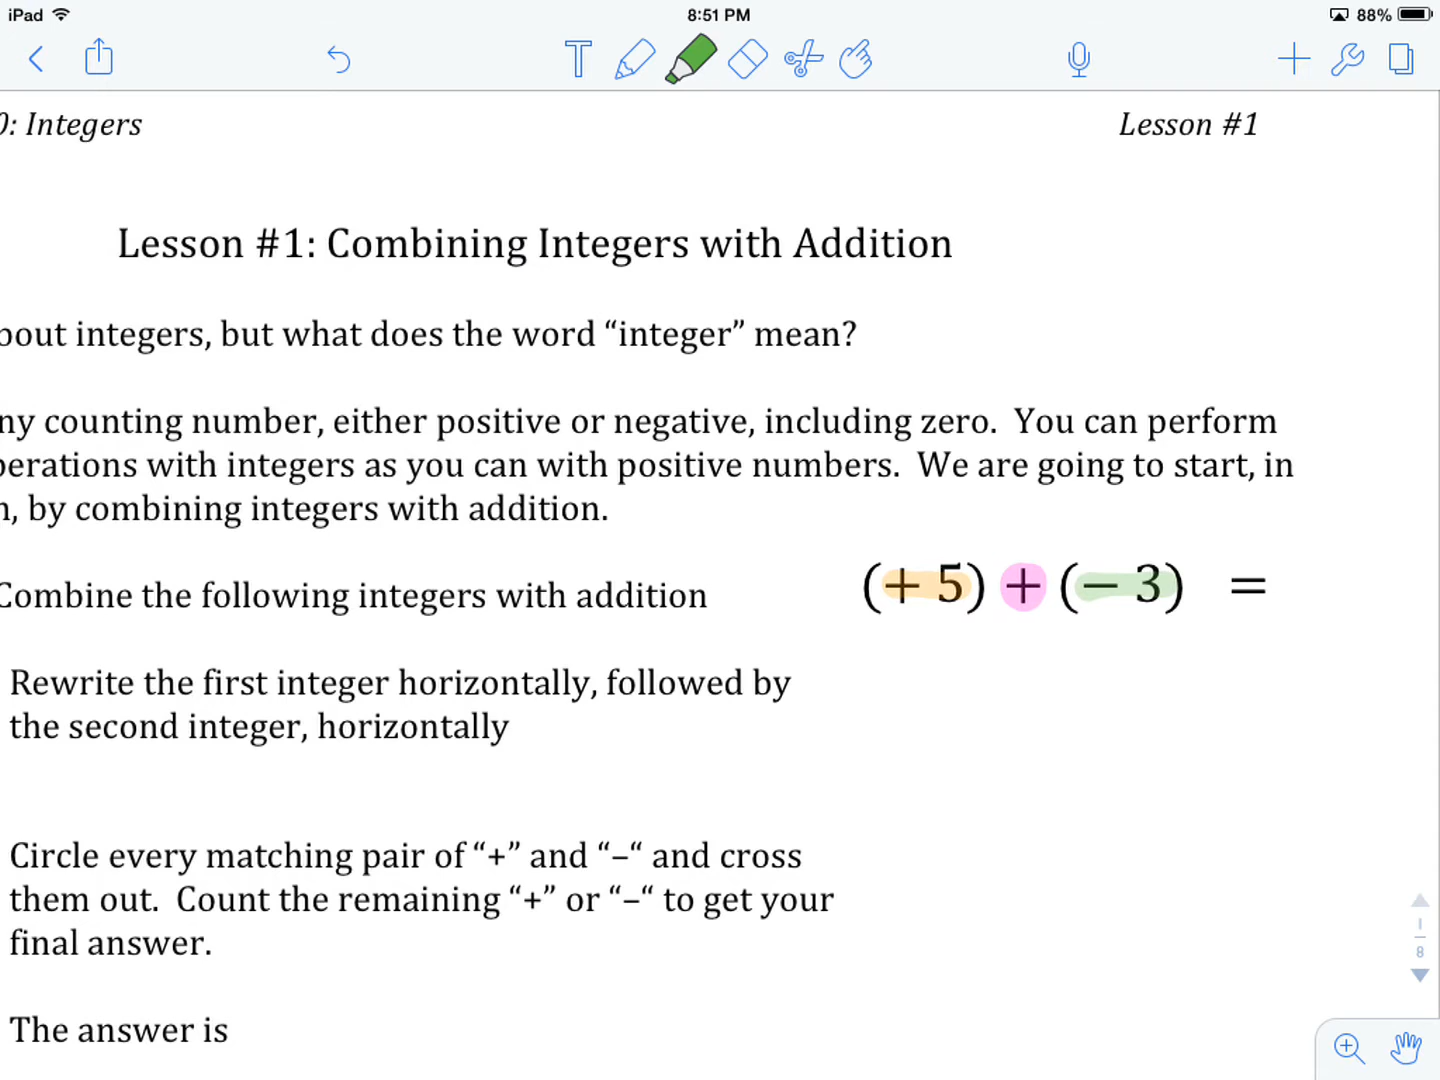 iPad 8:51 PM 88%
T
0: Integers Lesson #1
Lesson #1: Combining Integers with Addition
bout integers, but what does the word “integer” mean?
ny counting number, either positive or negative, including zero. You can perform
perations with integers as you can with positive numbers. We are going to start, in
n, by combining integers with addition.
Combine the following integers with addition (+ 5) + (− 3) =
Rewrite the first integer horizontally, followed by
the second integer, horizontally
Circle every matching pair of “+” and “–“ and cross
them out. Count the remaining “+” or “–“ to get your
final answer.
The answer is
1
8